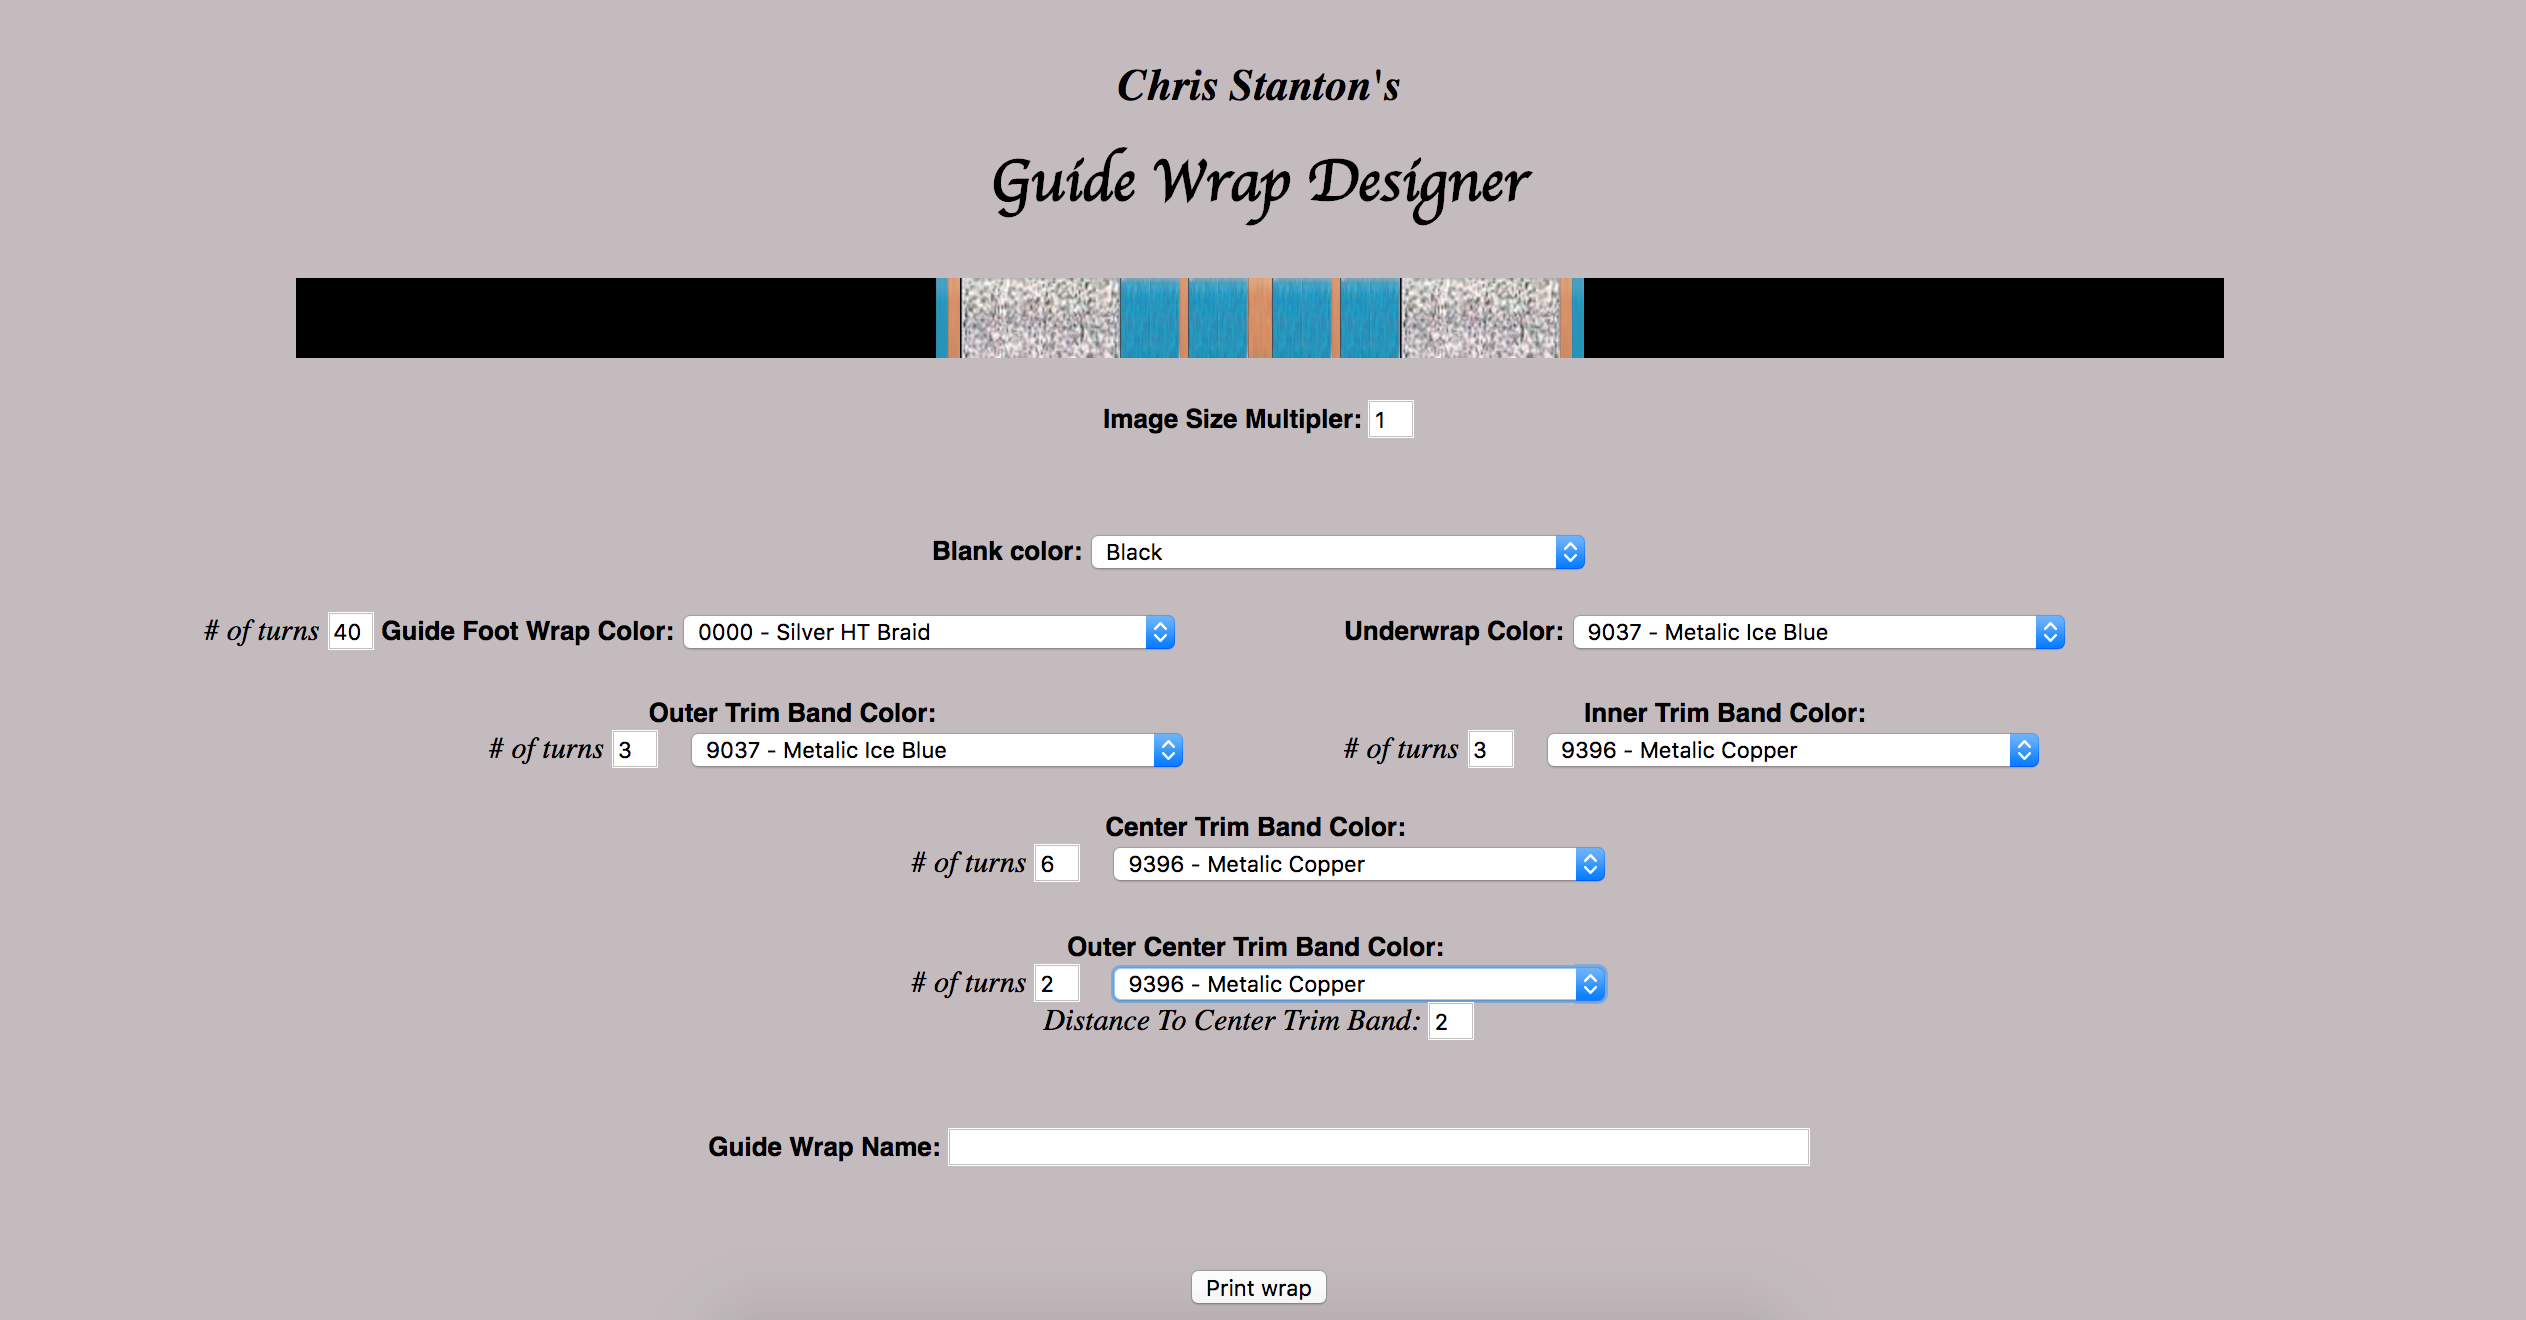 Chris Stanton's
Guide Wrap Designer
Image Size Multipler: 1
Blank color: Black
# of turns 40 Guide Foot Wrap Color: 0000 - Silver HT Braid Underwrap Color: 9037 - Metalic Ice Blue
Outer Trim Band Color: Inner Trim Band Color:
# of turns 3 9037 - Metalic Ice Blue # of turns 3 9396 - Metalic Copper
Center Trim Band Color:
# of turns 6 9396 - Metalic Copper
Outer Center Trim Band Color:
# of turns 2 9396 - Metalic Copper
Distance To Center Trim Band: 2
Guide Wrap Name:
Print wrap